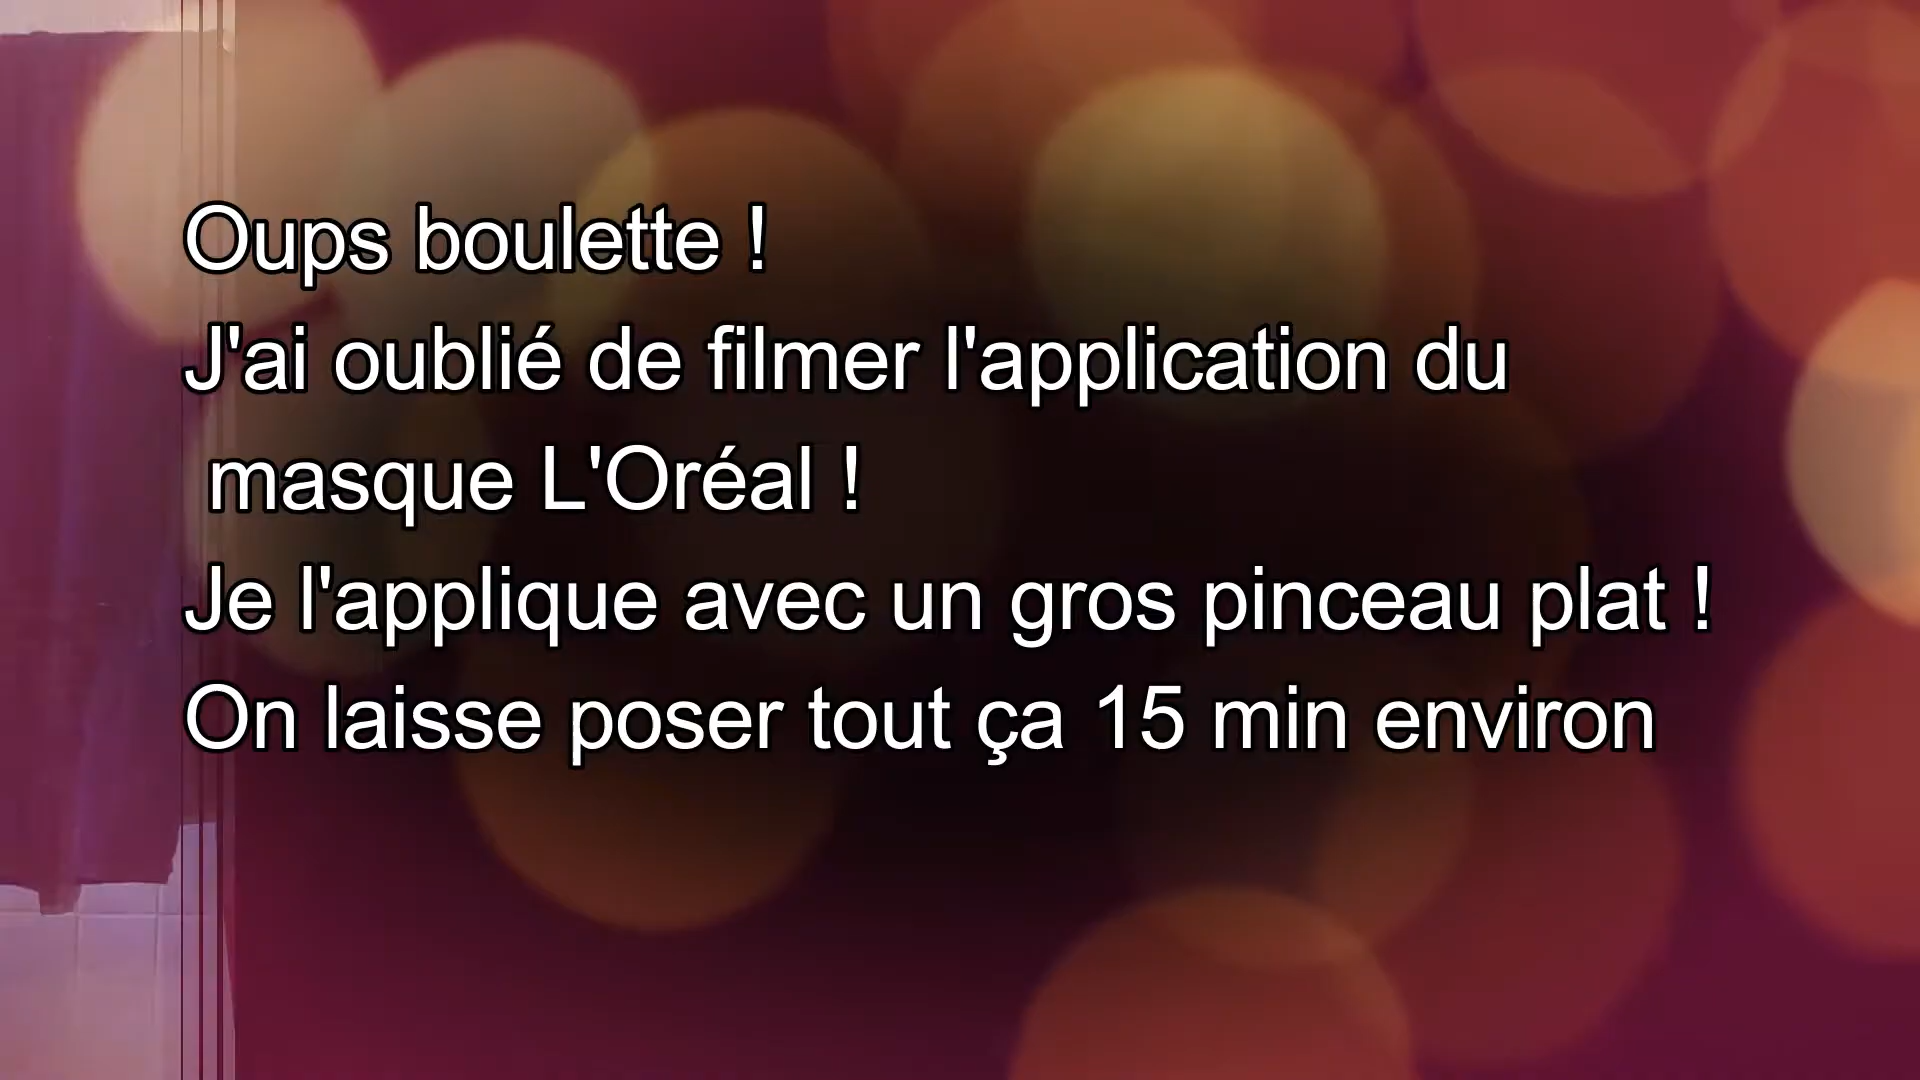 Oups boulette !
J'ai oublié de filmer l'application du
masque L'Oréal !
Je l'applique avec un gros pinceau plat !
On laisse poser tout ça 15 min environ